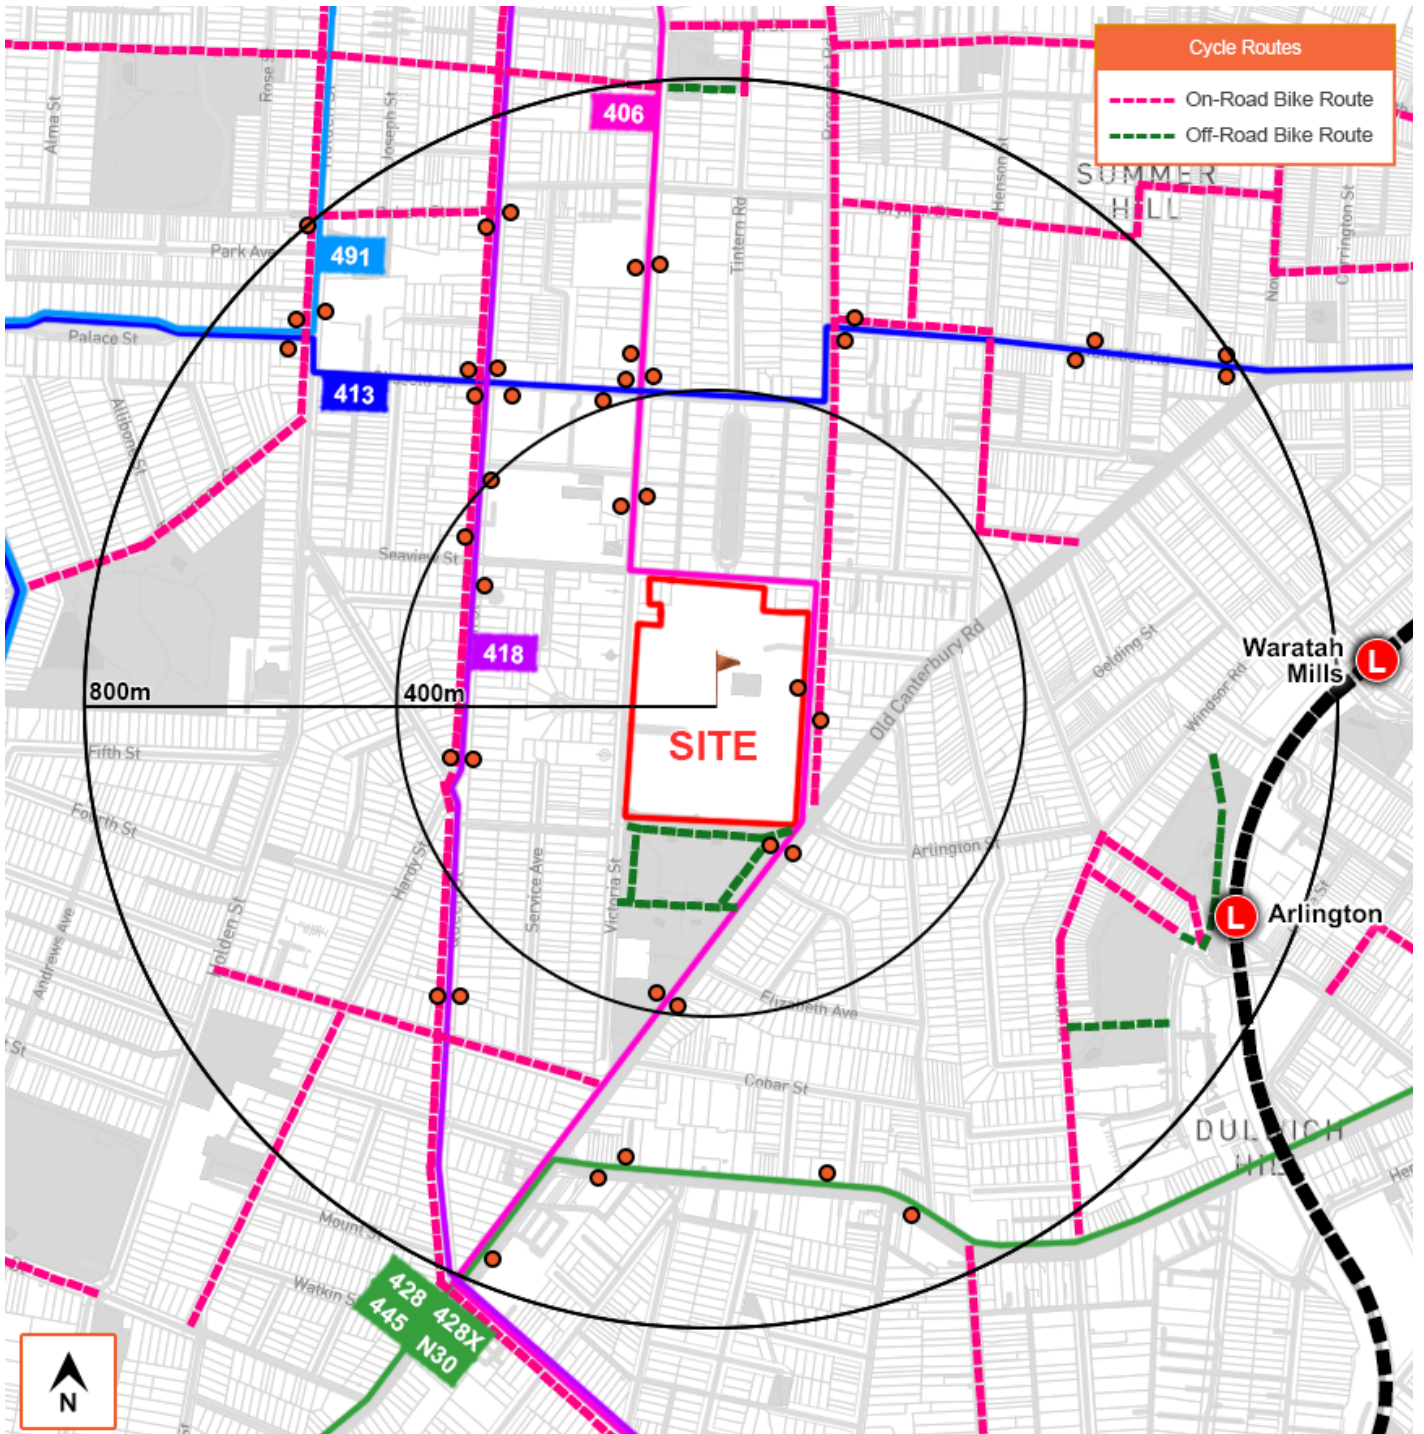 Cycle Routes
On-Road Bike Route
Off-Road Bike Route
406
Rose S
Alma St
Joseph St
Henson St
SUMMER
HILL
Tintern Rd
Carrington St
Park Ave
491
Palace St
413
Seaview St
418
Old Canterbury Rd
Gelding St
Windsor Rd
Waratah
Mills
L
800m
400m
SITE
Fifth St
Fourth St
Hardy St
Service Ave
Victoria St
Arlington St
L
Arlington
Andrews Ave
Holden St
Elizabeth Ave
Cobar St
DULWICH
HILL
Mount St
Watkin S
428 428X
445 N30
N